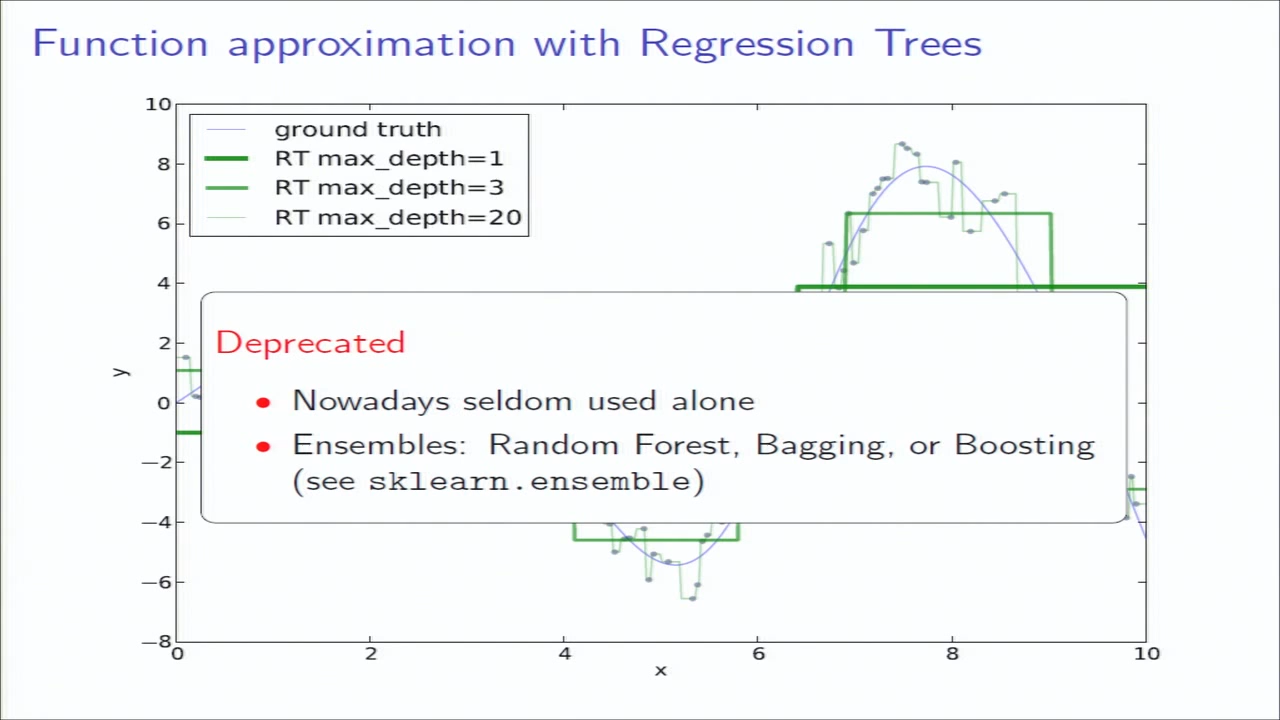 Function approximation with Regression Trees
10
8
6
4
2
0
−2
−4
−6
−8
y
ground truth
RT max_depth=1
RT max_depth=3
RT max_depth=20
Deprecated
• Nowadays seldom used alone
• Ensembles: Random Forest, Bagging, or Boosting
(see sklearn.ensemble)
0 2 4 6 8 10
x